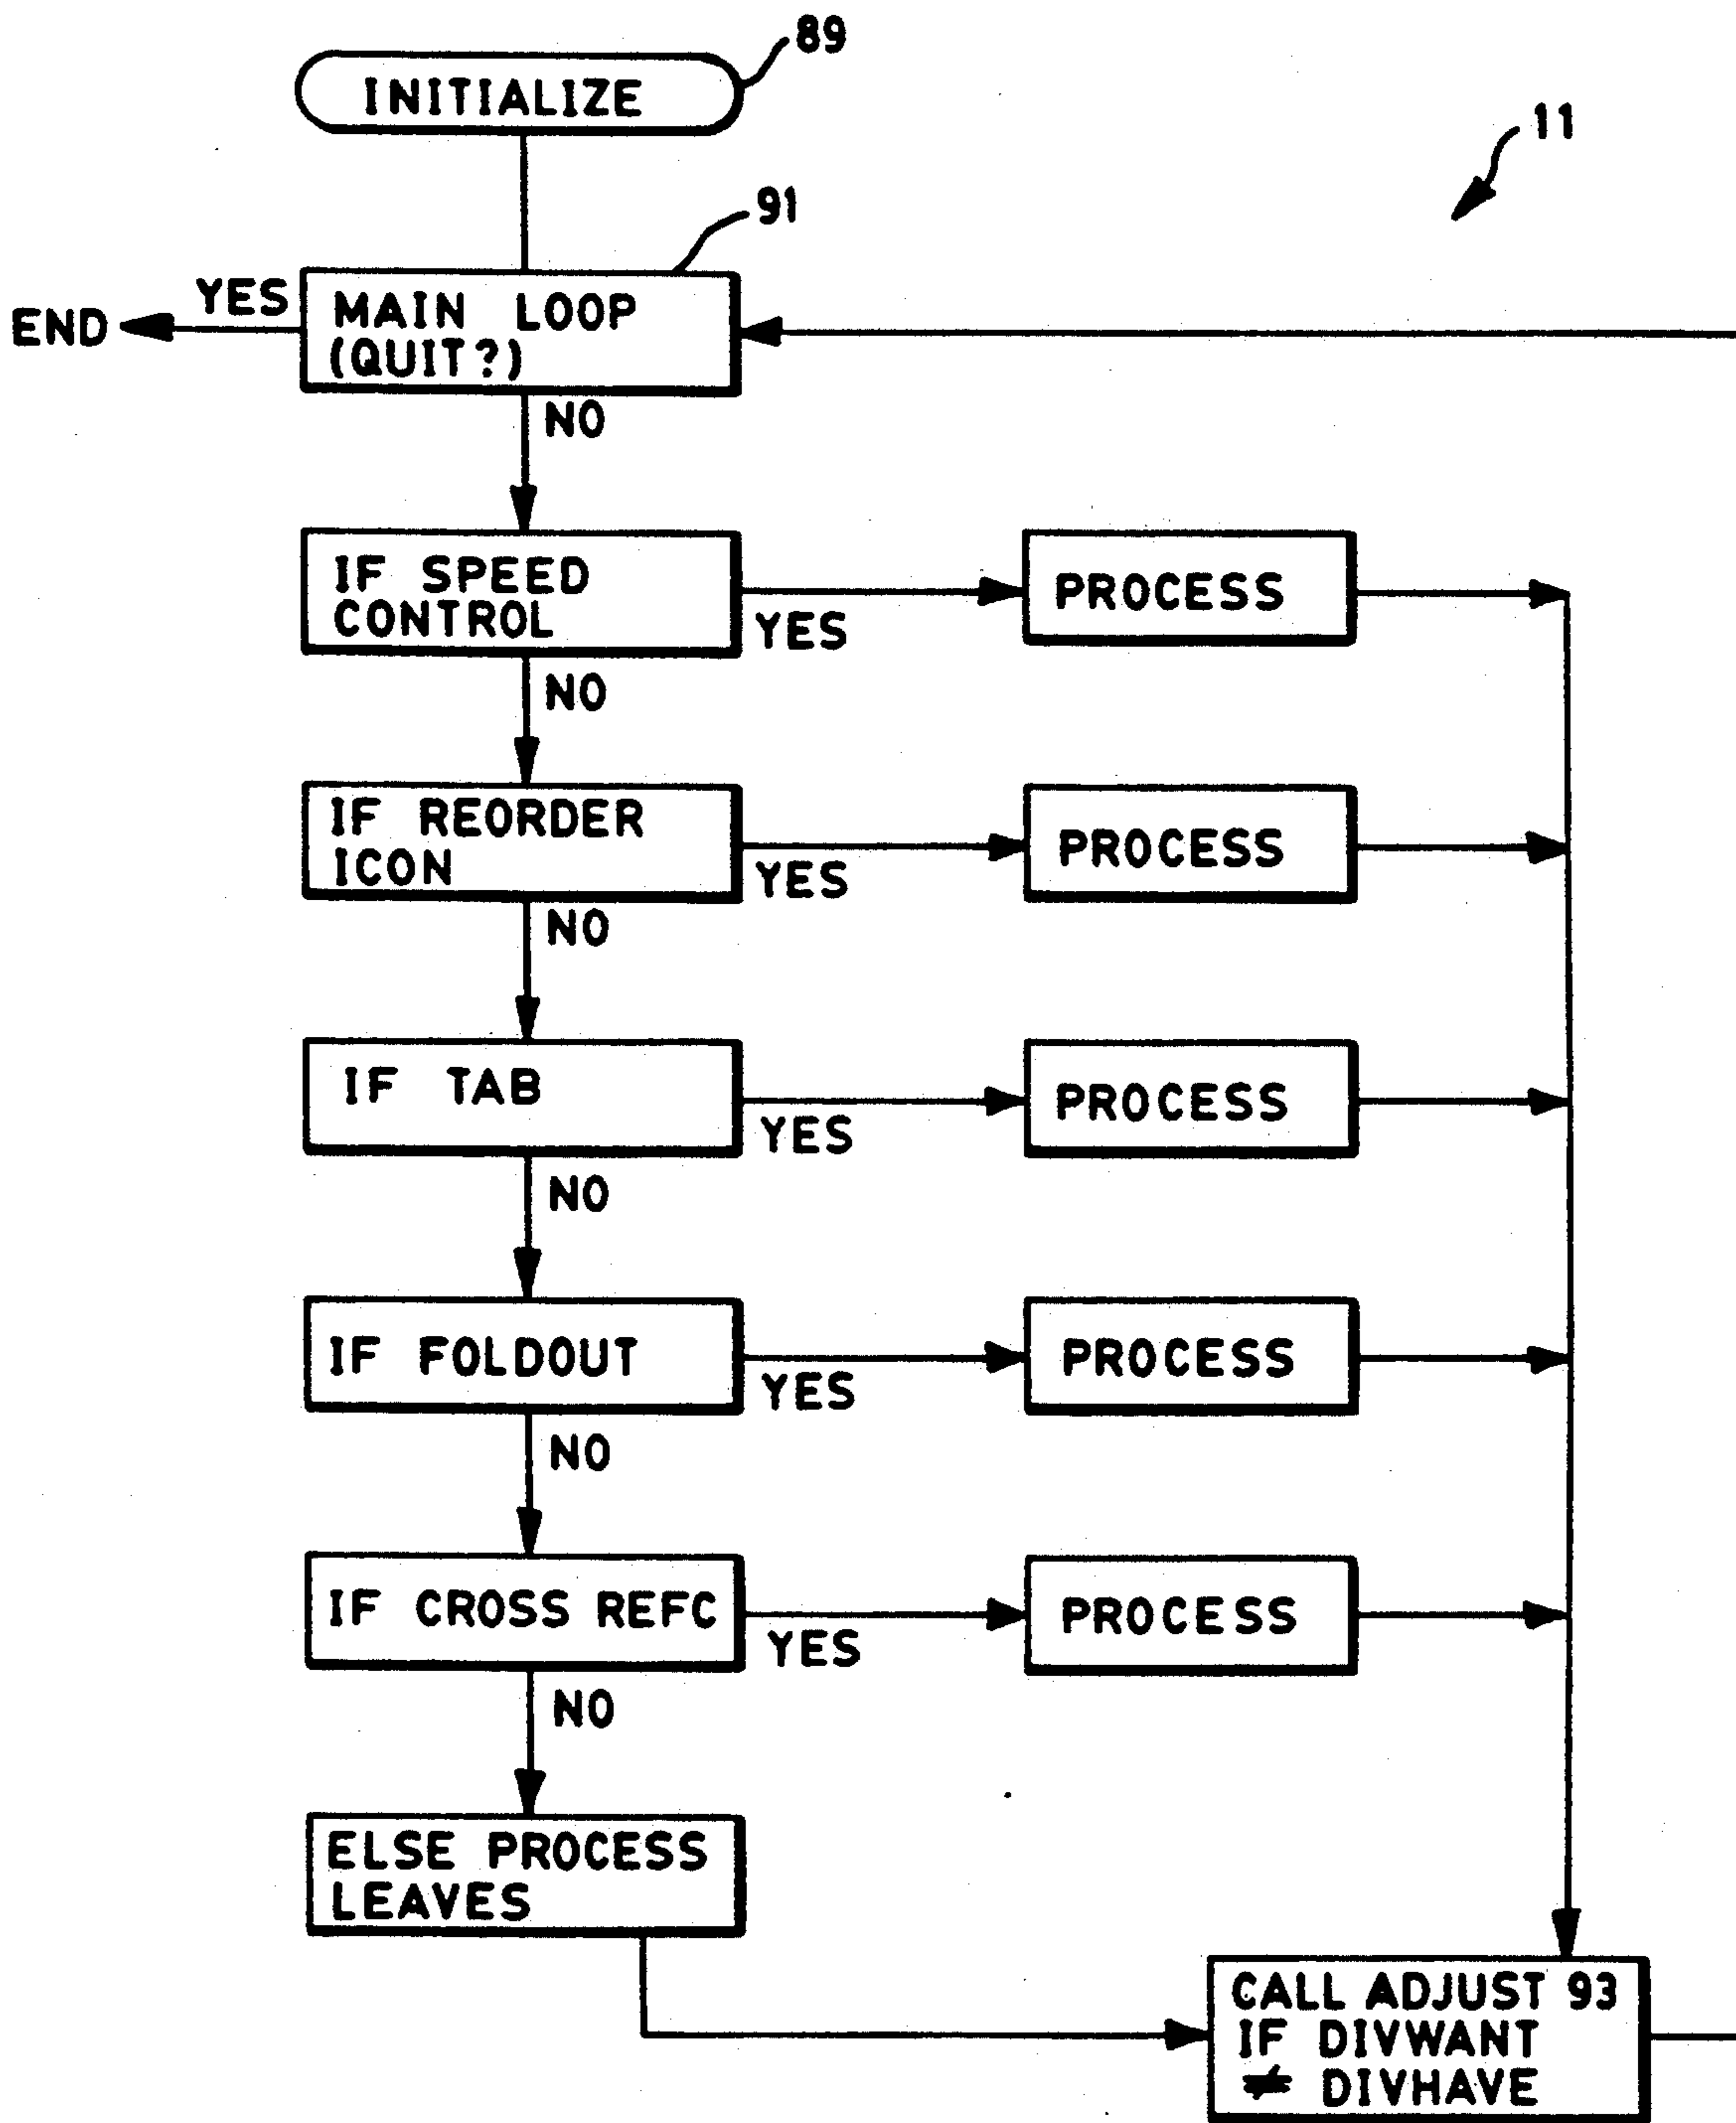 89
INITIALIZE
11
91
YES
END
MAIN LOOP
(QUIT?)
NO
IF SPEED
CONTROL
YES
PROCESS
NO
IF REORDER
ICON
YES
PROCESS
NO
IF TAB
YES
PROCESS
NO
IF FOLDOUT
YES
PROCESS
NO
IF CROSS REFC
YES
PROCESS
NO
ELSE PROCESS
LEAVES
CALL ADJUST 93
IF DIVWANT
≠ DIVHAVE